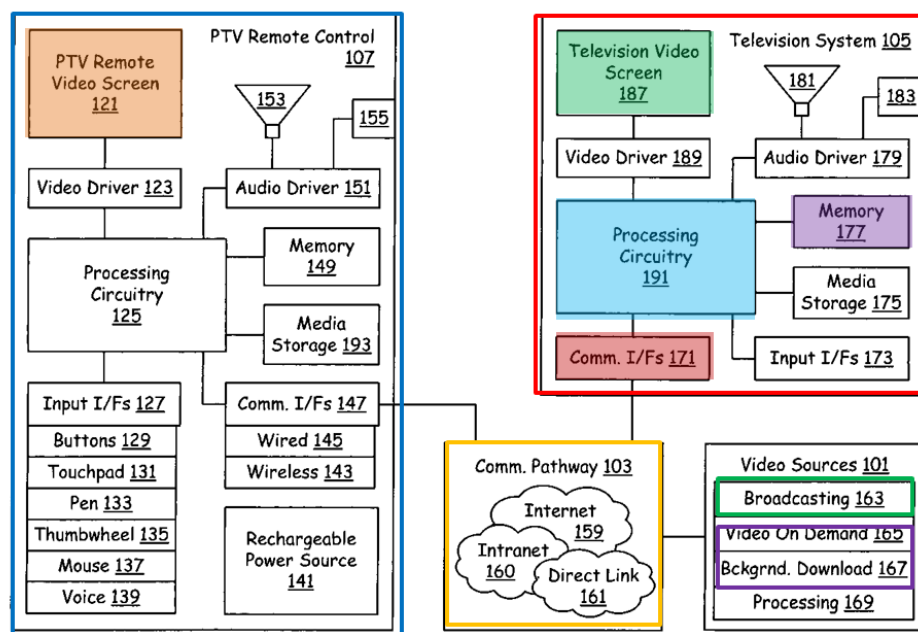 PTV Remote Control
107
PTV Remote
Video Screen
121
153
155
Video Driver 123
Audio Driver 151
Processing
Circuitry
125
Memory
149
Media
Storage 193
Input I/Fs 127
Buttons 129
Touchpad 131
Pen 133
Thumbwheel 135
Mouse 137
Voice 139
Comm. I/Fs 147
Wired 145
Wireless 143
Rechargeable
Power Source
141
Television System 105
Television Video
Screen
187
181
183
Video Driver 189
Audio Driver 179
Processing
Circuitry
191
Memory
177
Media
Storage 175
Comm. I/Fs 171
Input I/Fs 173
Comm. Pathway 103
Internet
159
Intranet
160
Direct Link
161
Video Sources 101
Broadcasting 163
Video On Demand 165
Bckgrnd. Download 167
Processing 169